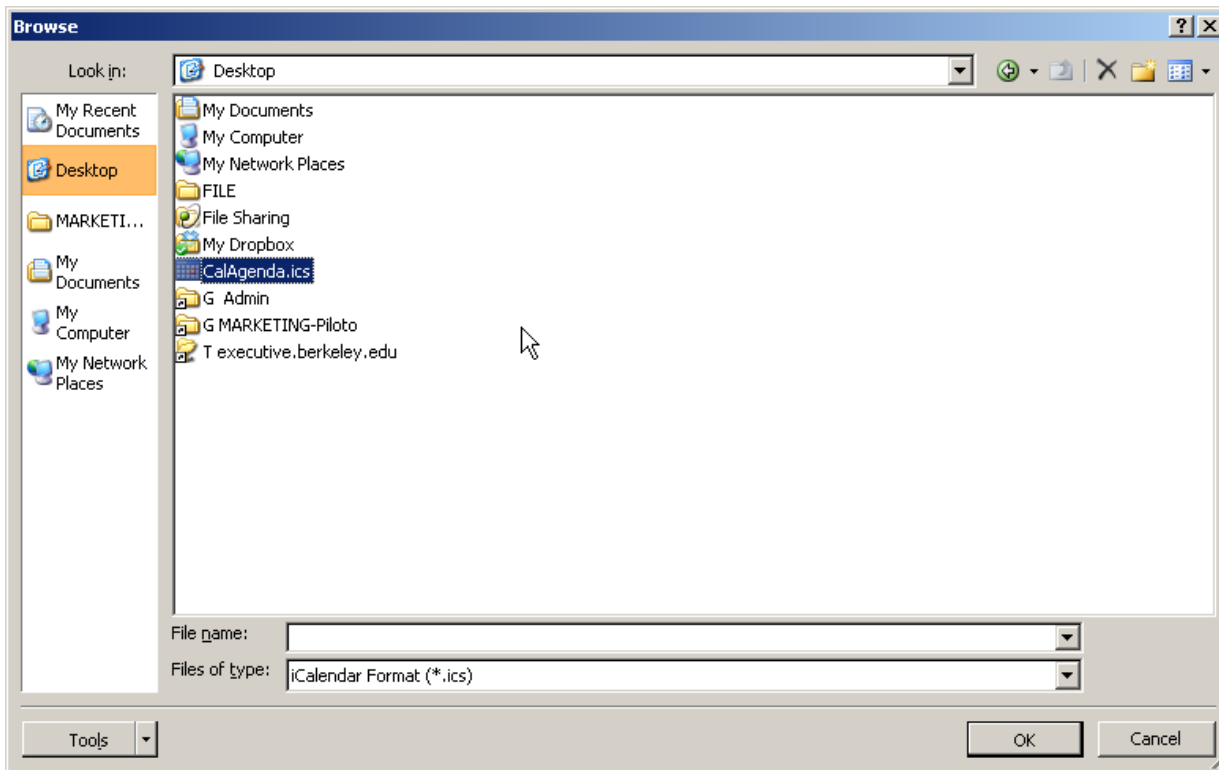 Browse
Look in:
Desktop
My Recent
Documents
Desktop
MARKETI...
My
Documents
My
Computer
My Network
Places
My Documents
My Computer
My Network Places
FILE
File Sharing
My Dropbox
CalAgenda.ics
G Admin
G MARKETING-Piloto
T executive.berkeley.edu
File name:
Files of type:
iCalendar Format (*.ics)
Tools
OK
Cancel